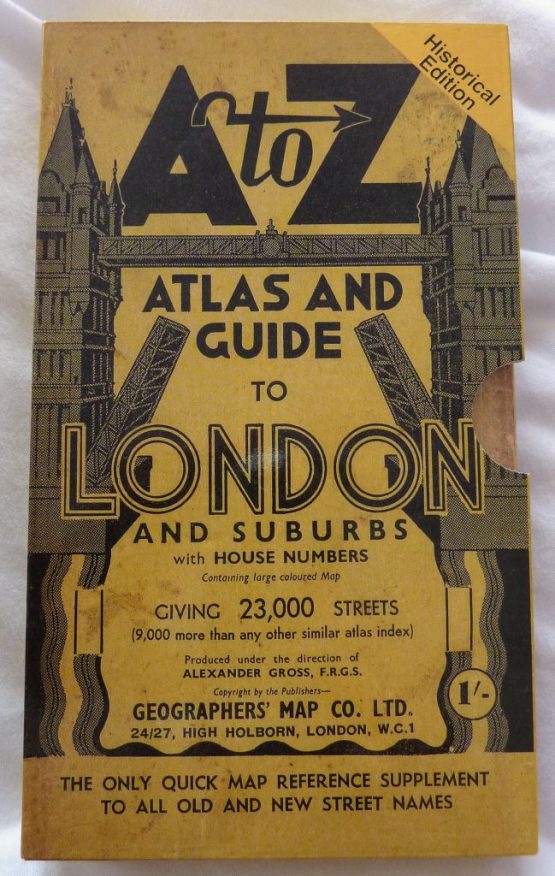 Historical
Edition
A to Z
ATLAS AND
GUIDE
TO
LONDON
AND SUBURBS
with HOUSE NUMBERS
Containing large coloured Map
GIVING 23,000 STREETS
(9,000 more than any other similar atlas index)
Produced under the direction of
ALEXANDER GROSS, F.R.G.S.
Copyright by the Publishers—
GEOGRAPHERS' MAP CO. LTD.
24/27, HIGH HOLBORN, LONDON, W.C.1
1/-
THE ONLY QUICK MAP REFERENCE SUPPLEMENT
TO ALL OLD AND NEW STREET NAMES